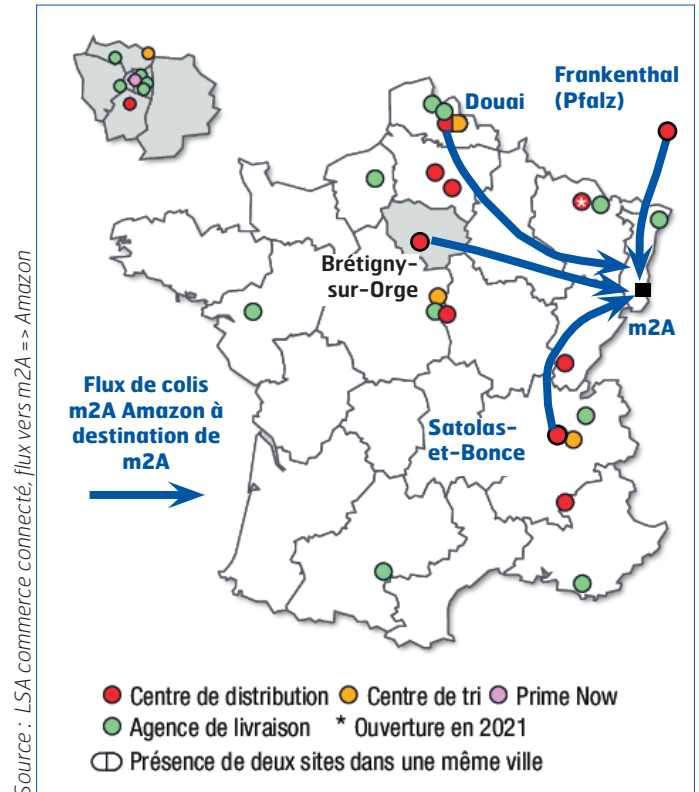 Douai
Frankenthal
(Pfalz)
Brétigny-
sur-Orge
m2A
Flux de colis
m2A Amazon à
destination de
m2A
Satolas-
et-Bonce
Centre de distribution
Centre de tri
Prime Now
Agence de livraison
* Ouverture en 2021
Présence de deux sites dans une même ville
Source : LSA commerce connecté, flux vers m2A => Amazon